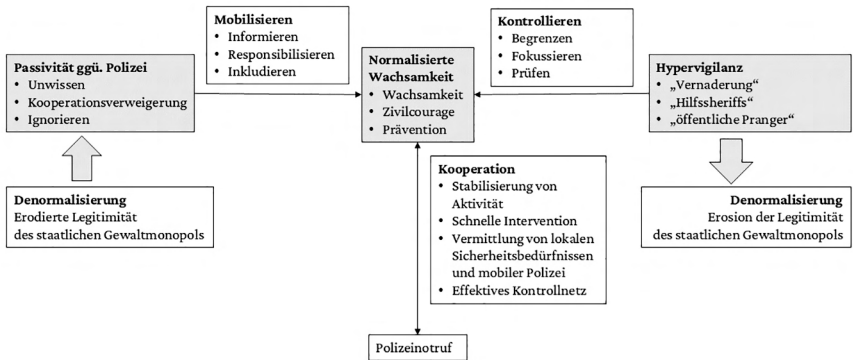 Mobilisieren
• Informieren
• Responsibilisieren
• Inkludieren
Kontrollieren
• Begrenzen
• Fokussieren
• Prüfen
Passivität ggü. Polizei
• Unwissen
• Kooperationsverweigerung
• Ignorieren
Normalisierte
Wachsamkeit
• Wachsamkeit
• Zivilcourage
• Prävention
Hypervigilanz
• „Vernaderung“
• „Hilfssheriffs“
• „öffentliche Pranger“
Denormalisierung
Erodierte Legitimität
des staatlichen Gewaltmonopols
Kooperation
• Stabilisierung von
Aktivität
• Schnelle Intervention
• Vermittlung von lokalen
Sicherheitsbedürfnissen
und mobiler Polizei
• Effektives Kontrollnetz
Denormalisierung
Erosion der Legitimität
des staatlichen Gewaltmonopols
Polizeinotruf